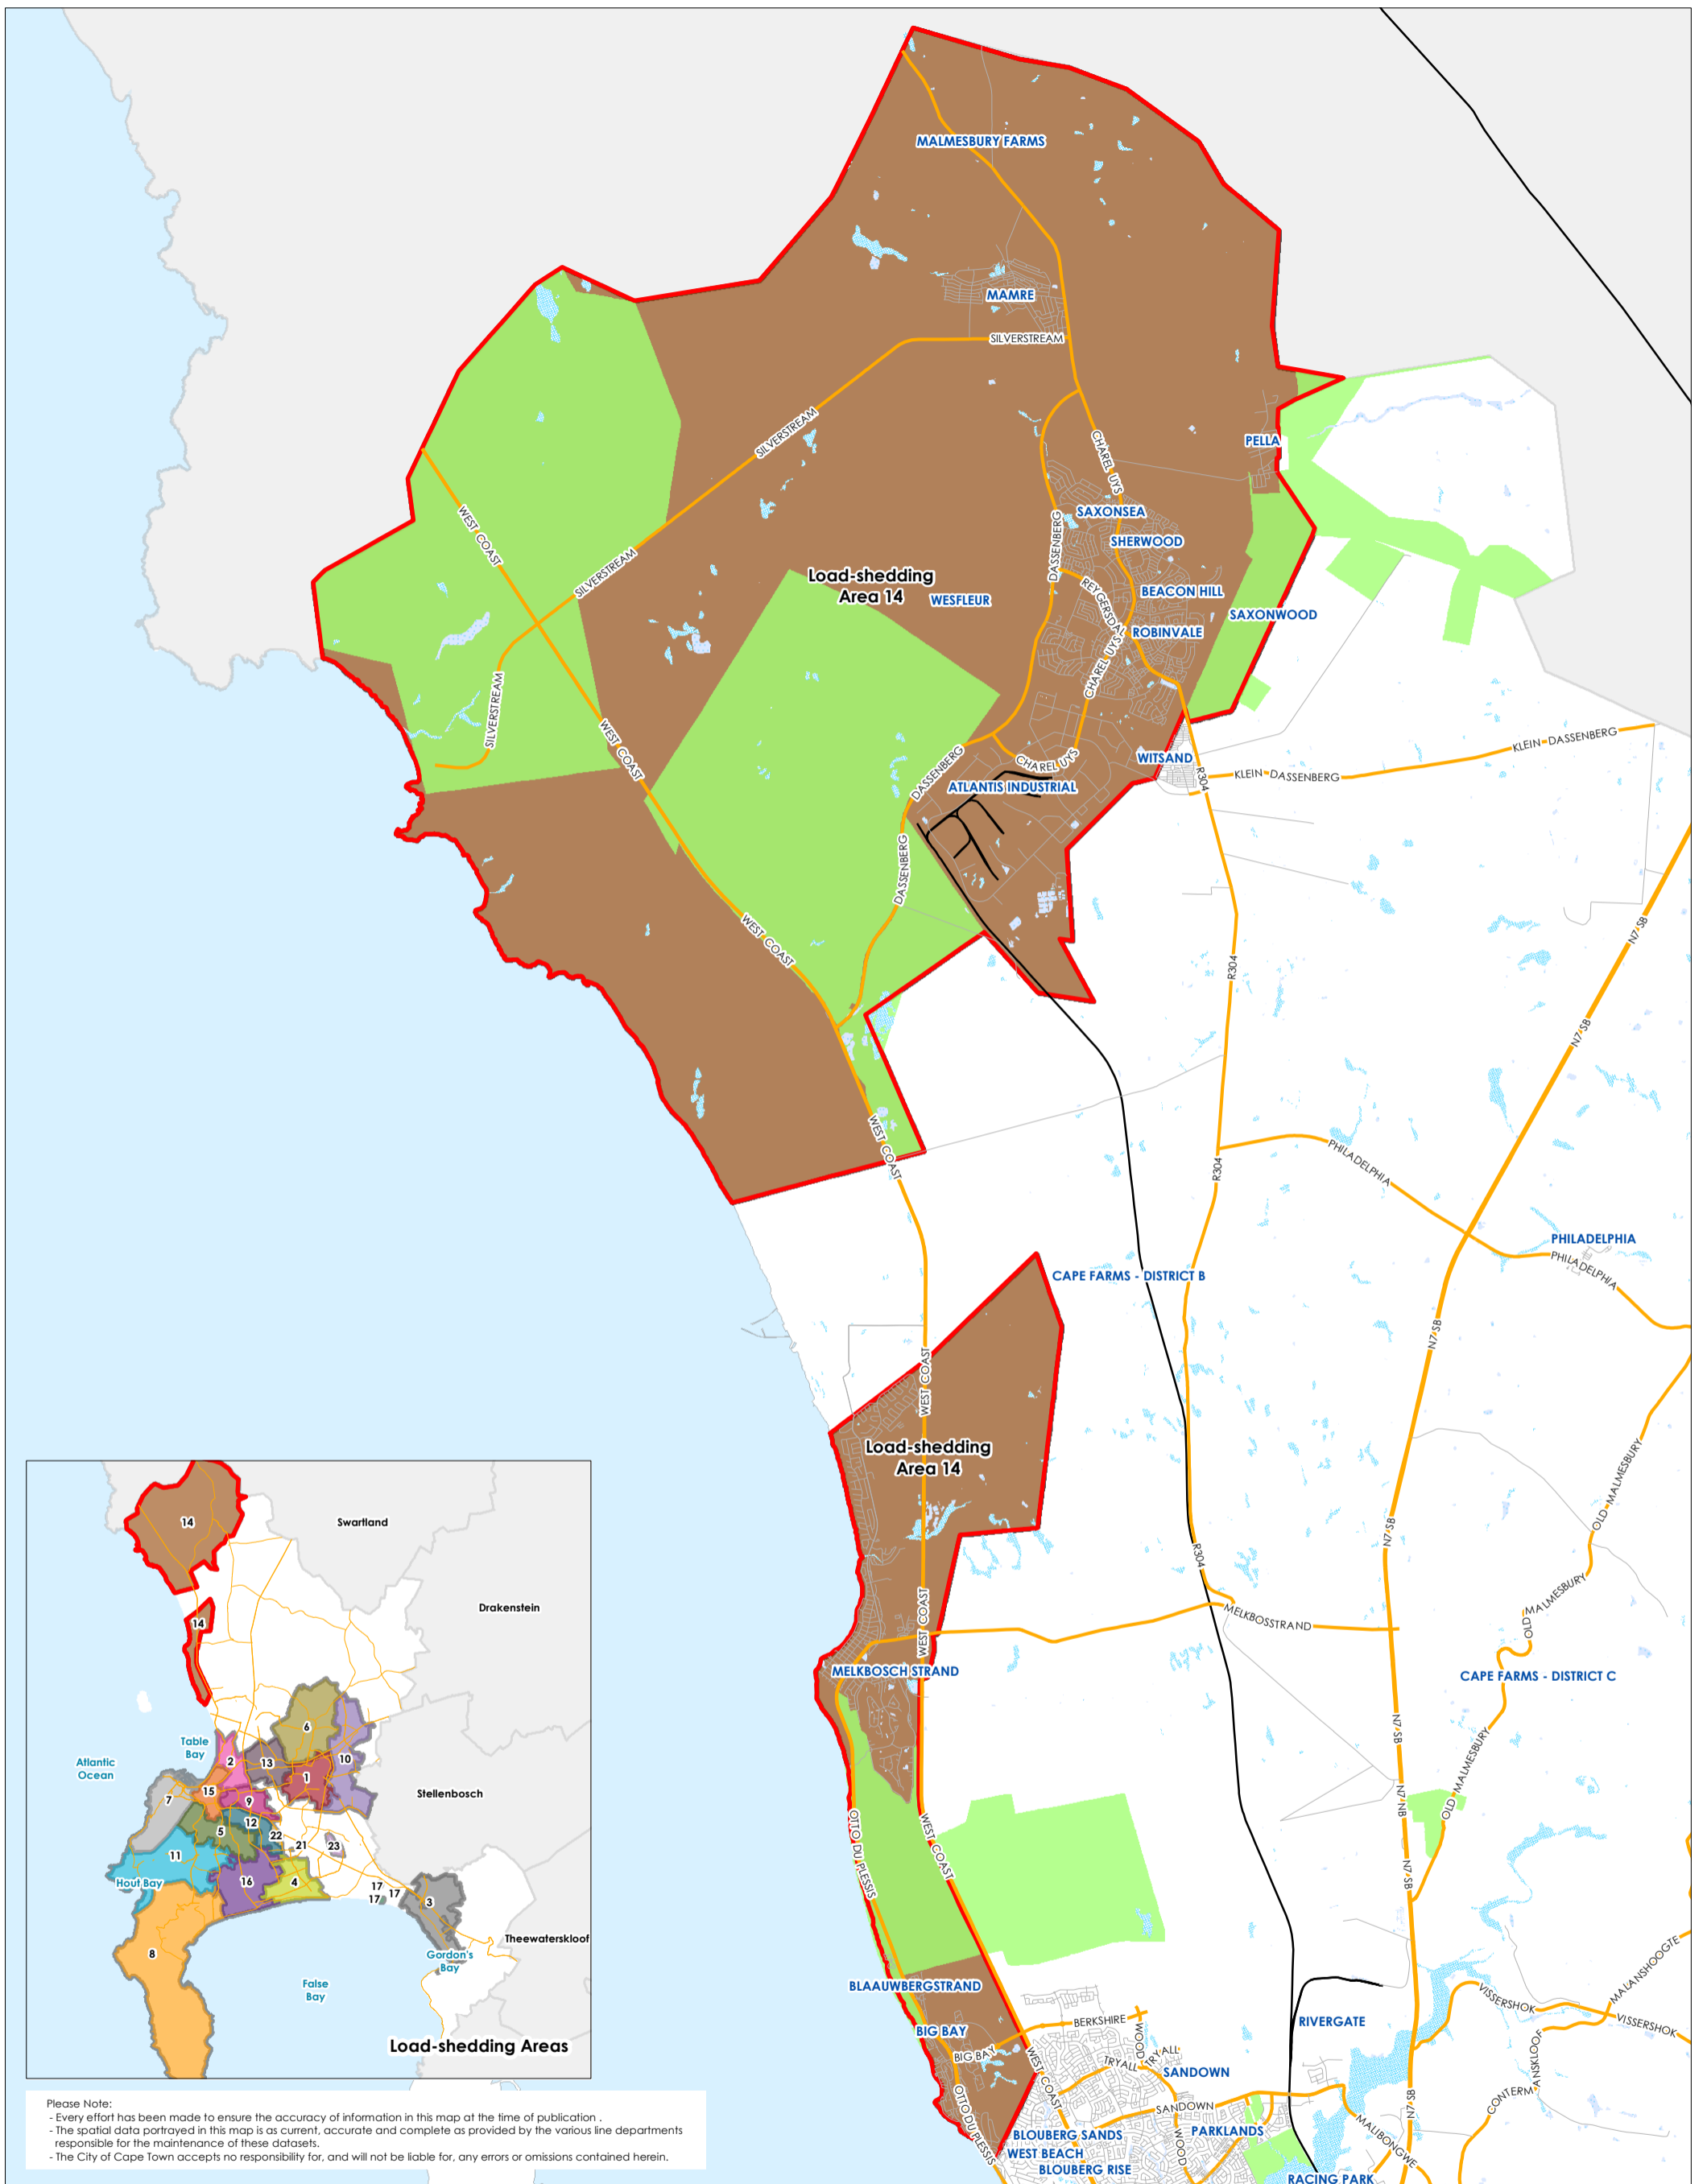 MALMESBURY FARMS
MAMRE
SILVERSTREAM
SILVERSTREAM
CHAREL UYS
PELLA
WEST COAST
SAXONSEA
DASSENBERG
SHERWOOD
SILVERSTREAM
Load-shedding
Area 14
WESFLEUR
REYGERSDAL
BEACON HILL
SAXONWOOD
ROBINVALE
CHAREL UYS
SILVERSTREAM
WEST COAST
KLEIN DASSENBERG
DASSENBERG
CHAREL UYS
WITSAND
R304
KLEIN DASSENBERG
ATLANTIS INDUSTRIAL
DASSENBERG
WEST COAST
N7 SB
R304
N7 SB
WEST COAST
R304
PHILADELPHIA
PHILADELPHIA
PHILADELPHIA
CAPE FARMS - DISTRICT B
N7 SB
WEST COAST
Load-shedding
Area 14
OLD MALMESBURY
N7 SB
R304
WEST COAST
MELKBOSSTRAND
OLD MALMESBURY
MELKBOSCH STRAND
CAPE FARMS - DISTRICT C
N7 SB
OLD MALMESBURY
N7 NB
OTTO DU PLESSIS
WEST COAST
N7 SB
MALANSHOOGTE
BLAAUWBERGSTRAND
VISSERSHOK
VISSERSHOK
BERKSHIRE
RIVERGATE
BIG BAY
WOOD
BIG BAY
TRYALL
TRYALL
ANSKLOOF
CONTERM
SANDOWN
WEST COAST
N7 SB
OTTO DU PLESSIS
SANDOWN
WOOD
MALIBONGWE
BLOUBERG SANDS
PARKLANDS
WEST BEACH
BLOUBERG RISE
RACING PARK
14
Swartland
Drakenstein
14
6
Table
Bay
2
13
10
Atlantic
Ocean
1
15
7
9
Stellenbosch
12
5
22
21
23
11
16
4
17
17
17
3
Hout Bay
8
Theewaterskloof
Gordon's
Bay
False
Bay
Load-shedding Areas
Please Note:
- Every effort has been made to ensure the accuracy of information in this map at the time of publication .
- The spatial data portrayed in this map is as current, accurate and complete as provided by the various line departments
responsible for the maintenance of these datasets.
- The City of Cape Town accepts no responsibility for, and will not be liable for, any errors or omissions contained herein.